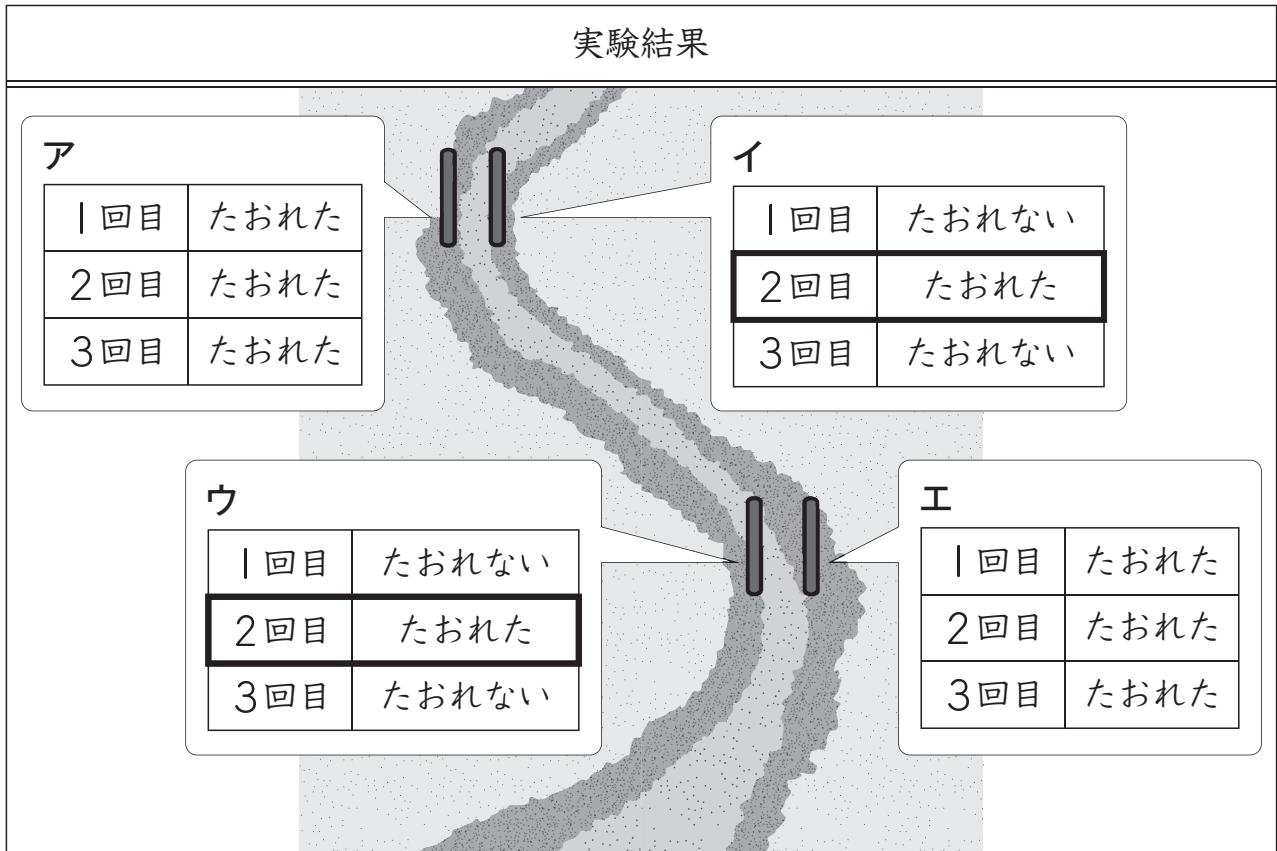 実験結果
ア
1回目 たおれた
2回目 たおれた
3回目 たおれた
イ
1回目 たおれない
2回目 たおれた
3回目 たおれない
ウ
1回目 たおれない
2回目 たおれた
3回目 たおれない
エ
1回目 たおれた
2回目 たおれた
3回目 たおれた